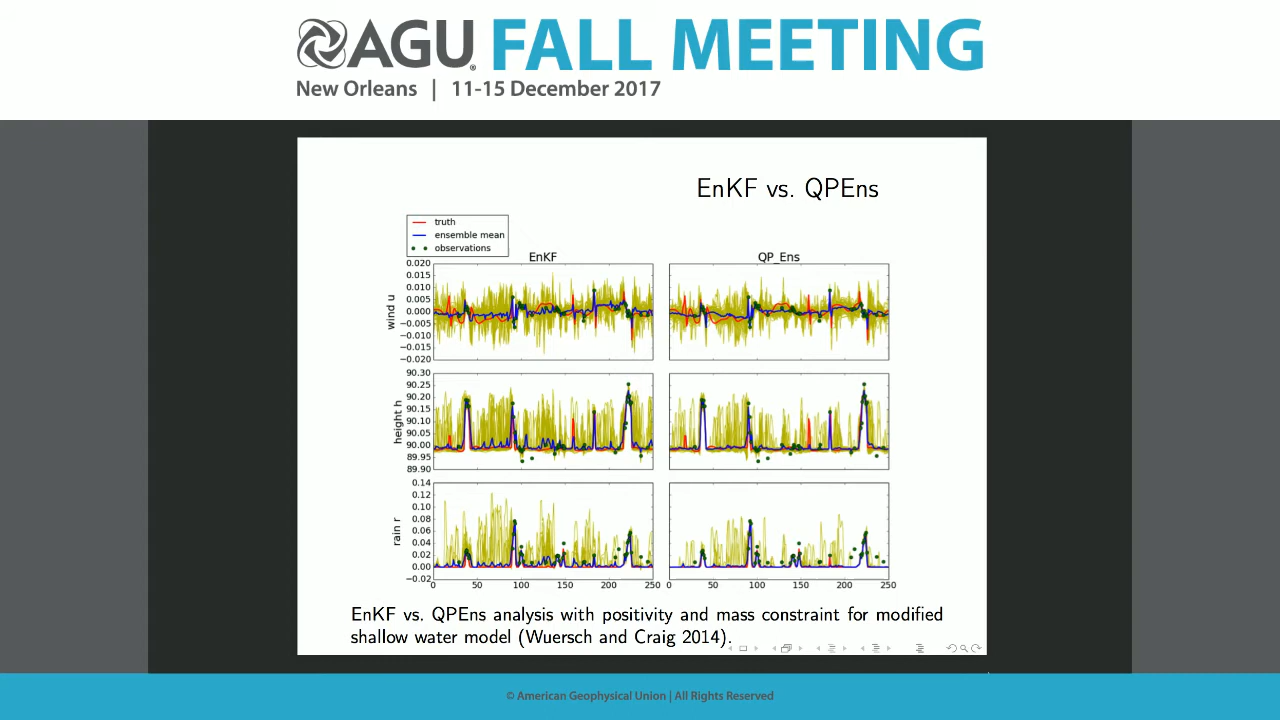 AGU FALL MEETING
New Orleans | 11-15 December 2017
EnKF vs. QPEns
truth
ensemble mean
observations
EnKF
QP_Ens
wind u
0.020
0.015
0.010
0.005
0.000
−0.005
−0.010
−0.015
−0.020
height h
90.30
90.25
90.20
90.15
90.10
90.05
90.00
89.95
89.90
rain r
0.14
0.12
0.10
0.08
0.06
0.04
0.02
0.00
−0.02
0 50 100 150 200 250
50 100 150 200 250
EnKF vs. QPEns analysis with positivity and mass constraint for modified
shallow water model (Wuersch and Craig 2014).
© American Geophysical Union | All Rights Reserved